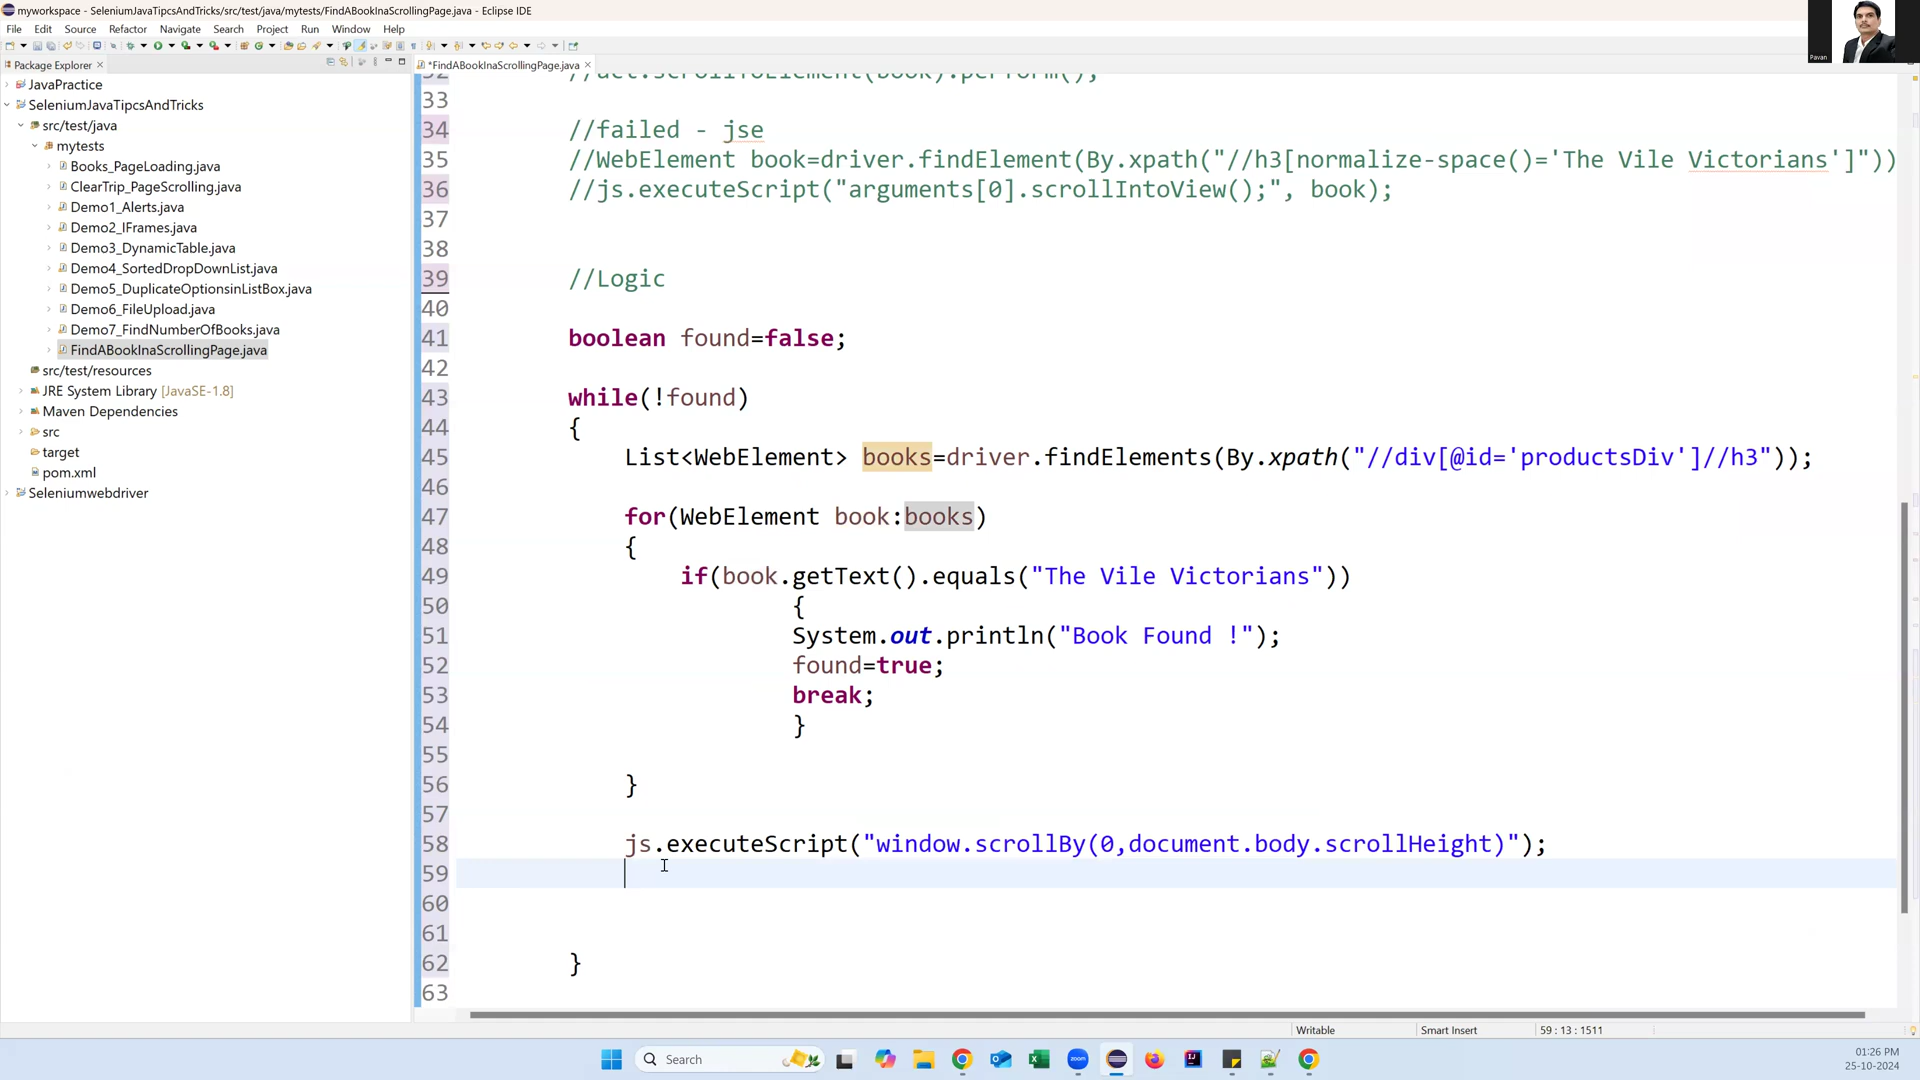 myworkspace - SeleniumJavaTipcsAndTricks/src/test/java/mytests/FindABookInaScrollingPage.java - Eclipse IDE
File Edit Source Refactor Navigate Search Project Run Window Help
Pavan
Package Explorer
*FindABookInaScrollingPage.java
JavaPractice
SeleniumJavaTipcsAndTricks
src/test/java
mytests
Books_PageLoading.java
ClearTrip_PageScrolling.java
Demo1_Alerts.java
Demo2_IFrames.java
Demo3_DynamicTable.java
Demo4_SortedDropDownList.java
Demo5_DuplicateOptionsinListBox.java
Demo6_FileUpload.java
Demo7_FindNumberOfBooks.java
FindABookInaScrollingPage.java
src/test/resources
JRE System Library [JavaSE-1.8]
Maven Dependencies
src
target
pom.xml
Seleniumwebdriver
32 //act.scrollToElement(book).perform();
33
34 //failed - jse
35 //WebElement book=driver.findElement(By.xpath("//h3[normalize-space()='The Vile Victorians']"))
36 //js.executeScript("arguments[0].scrollIntoView();", book);
37
38
39 //Logic
40
41 boolean found=false;
42
43 while(!found)
44 {
45 List<WebElement> books=driver.findElements(By.xpath("//div[@id='productsDiv']//h3"));
46
47 for(WebElement book:books)
48 {
49 if(book.getText().equals("The Vile Victorians"))
50 {
51 System.out.println("Book Found !");
52 found=true;
53 break;
54 }
55
56 }
57
58 js.executeScript("window.scrollBy(0,document.body.scrollHeight)");
59
60
61
62 }
63
Writable Smart Insert 59 : 13 : 1511
Search
01:26 PM
25-10-2024